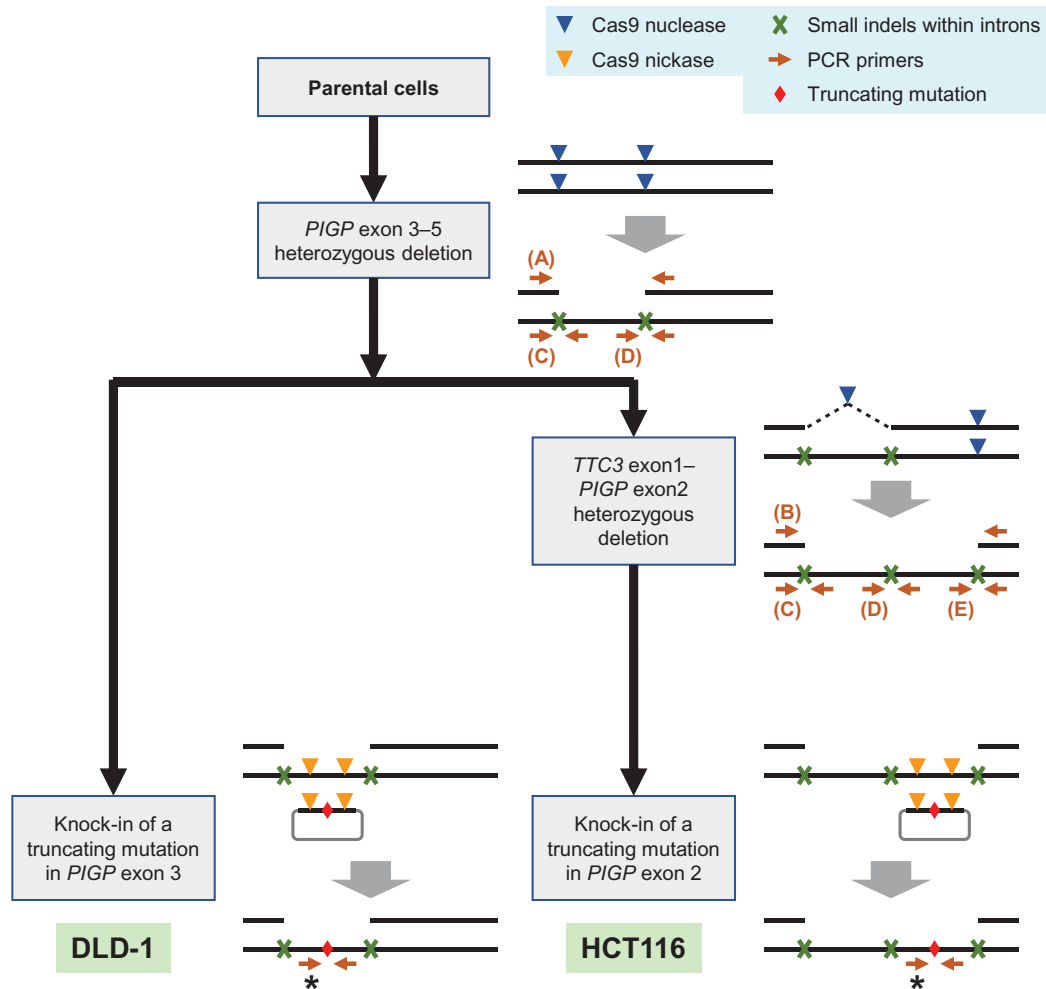 Cas9 nuclease
Cas9 nickase
Small indels within introns
PCR primers
Truncating mutation
Parental cells
PIGP exon 3–5
heterozygous deletion
(A)
(C)
(D)
TTC3 exon1–
PIGP exon2
heterozygous
deletion
(B)
(C)
(D)
(E)
Knock-in of a
truncating mutation
in PIGP exon 3
DLD-1
*
Knock-in of a
truncating mutation
in PIGP exon 2
HCT116
*